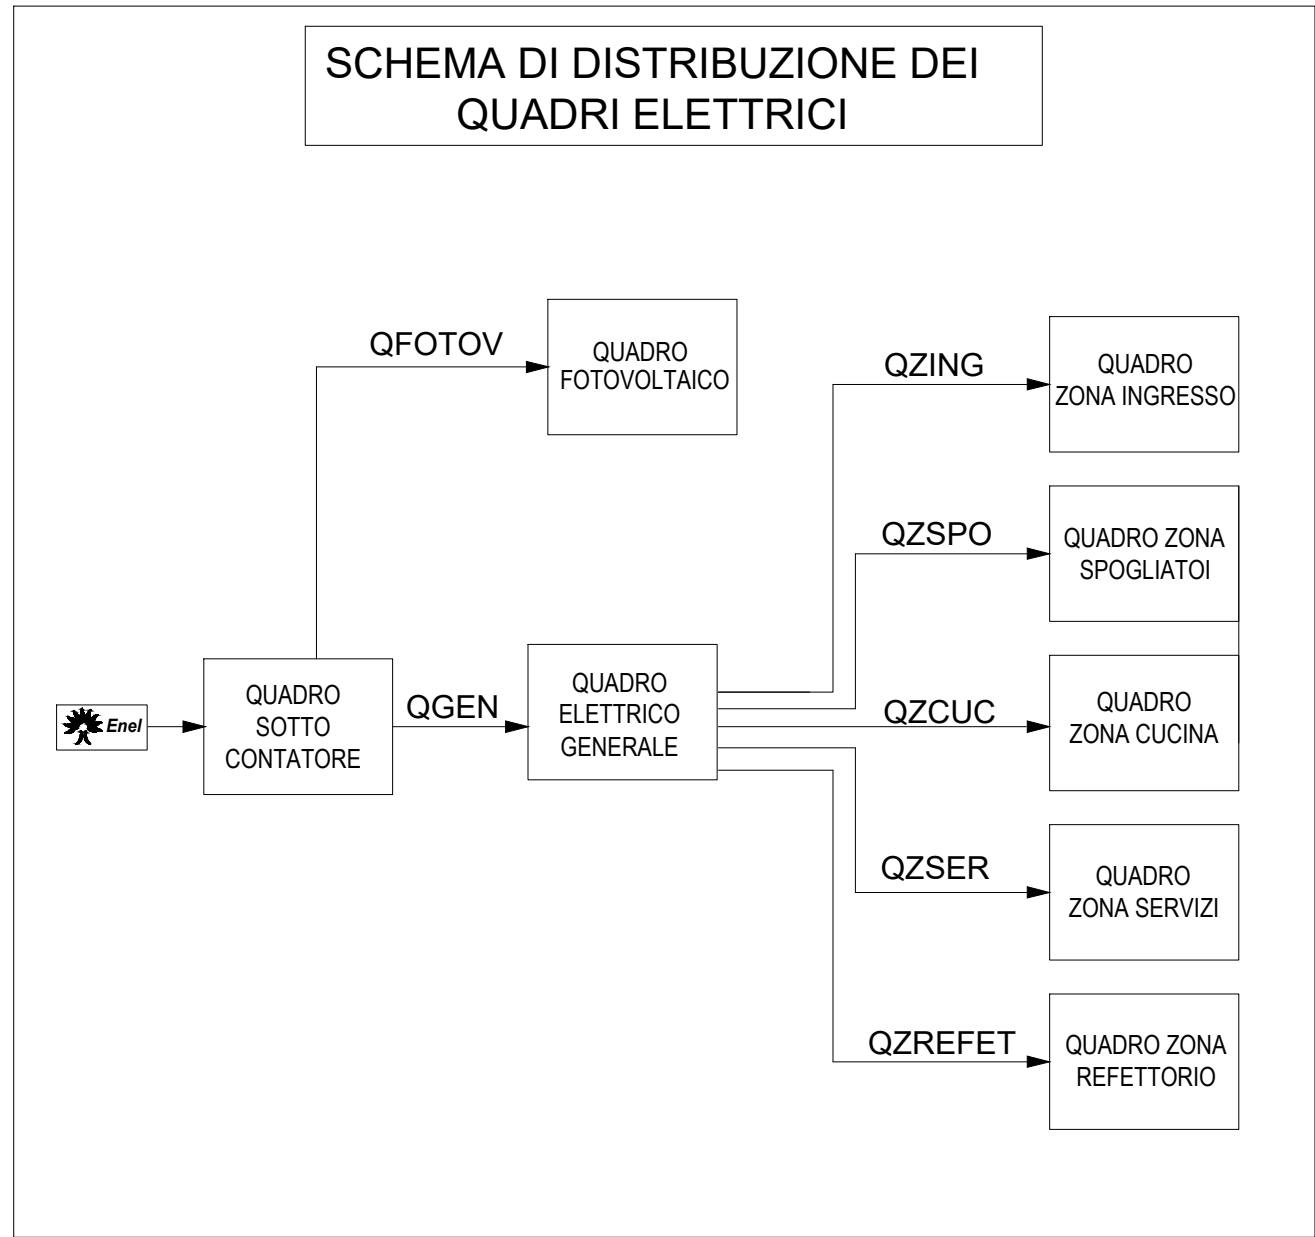 SCHEMA DI DISTRIBUZIONE DEI
QUADRI ELETTRICI
QFOTOV
QUADRO
FOTOVOLTAICO
QZING
QUADRO
ZONA INGRESSO
QZSPO
QUADRO ZONA
SPOGLIATOI
Enel
QUADRO
SOTTO
CONTATORE
QGEN
QUADRO
ELETTRICO
GENERALE
QZCUC
QUADRO
ZONA CUCINA
QZSER
QUADRO
ZONA SERVIZI
QZREFET
QUADRO ZONA
REFETTORIO